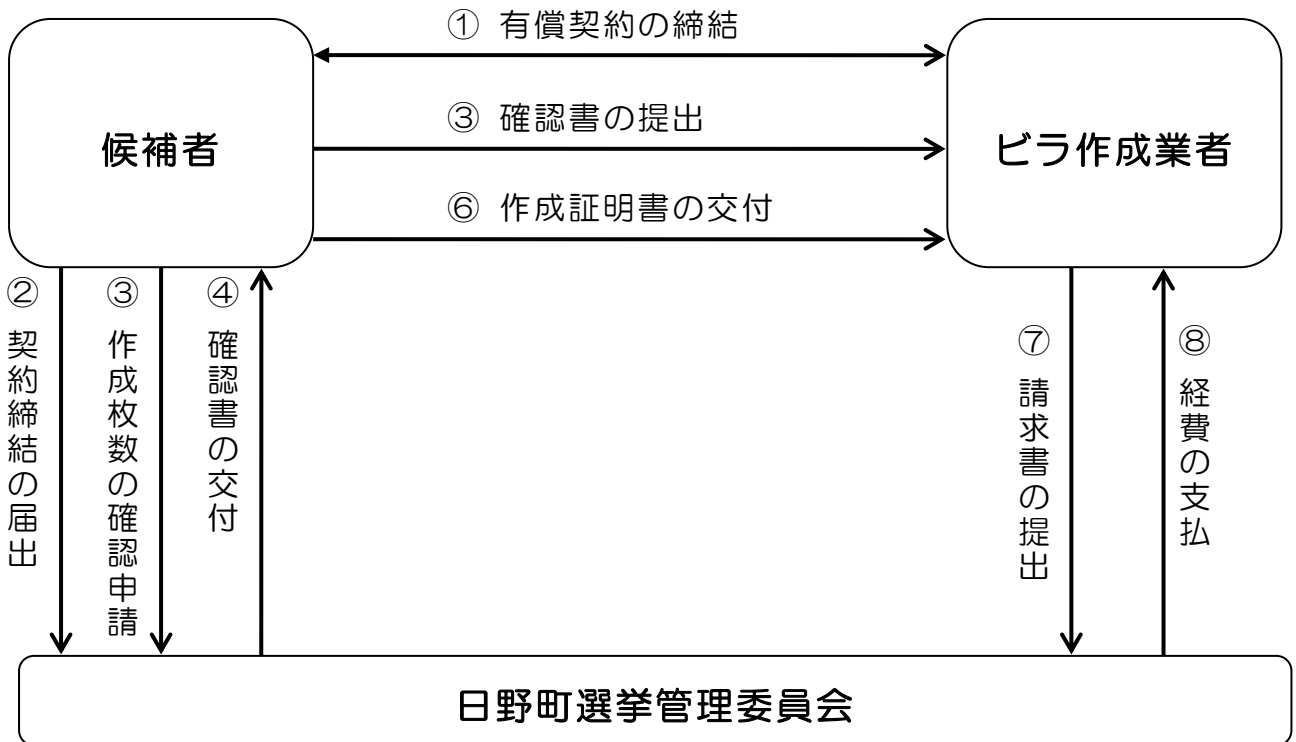 ① 有償契約の締結
候補者
③ 確認書の提出
ビラ作成業者
⑥ 作成証明書の交付
② 契約締結の届出
③ 作成枚数の確認申請
④ 確認書の交付
⑦ 請求書の提出
⑧ 経費の支払
日野町選挙管理委員会